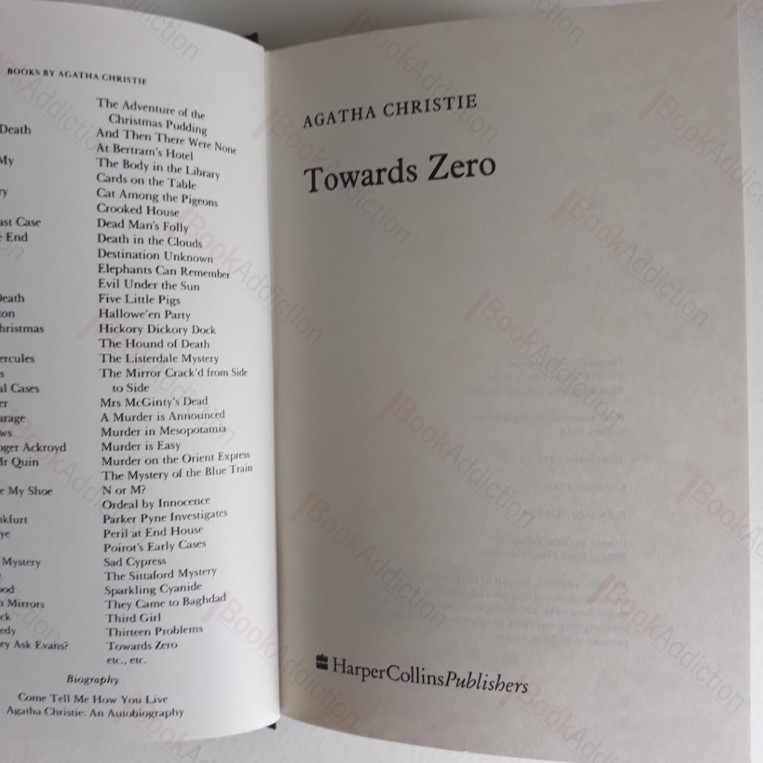 BOOKS BY AGATHA CHRISTIE
Death
My
ry
ast Case
End
Death
ton
hristmas
ercules
s
al Cases
er
arage
ws
oger Ackroyd
Mr Quin
e My Shoe
nkfurt
ye
Mystery
ood
Mirrors
ck
edy
ey Ask Evans?
The Adventure of the
Christmas Pudding
And Then There Were None
At Bertram's Hotel
The Body in the Library
Cards on the Table
Cat Among the Pigeons
Crooked House
Dead Man's Folly
Death in the Clouds
Destination Unknown
Elephants Can Remember
Evil Under the Sun
Five Little Pigs
Hallowe'en Party
Hickory Dickory Dock
The Hound of Death
The Listerdale Mystery
The Mirror Crack'd from Side
to Side
Mrs McGinty's Dead
A Murder is Announced
Murder in Mesopotamia
Murder is Easy
Murder on the Orient Express
The Mystery of the Blue Train
N or M?
Ordeal by Innocence
Parker Pyne Investigates
Peril at End House
Poirot's Early Cases
Sad Cypress
The Sittaford Mystery
Sparkling Cyanide
They Came to Baghdad
Third Girl
Thirteen Problems
Towards Zero
etc., etc.
Biography
Come Tell Me How You Live
Agatha Christie: An Autobiography
AGATHA CHRISTIE
Towards Zero
HarperCollinsPublishers
BookAddiction